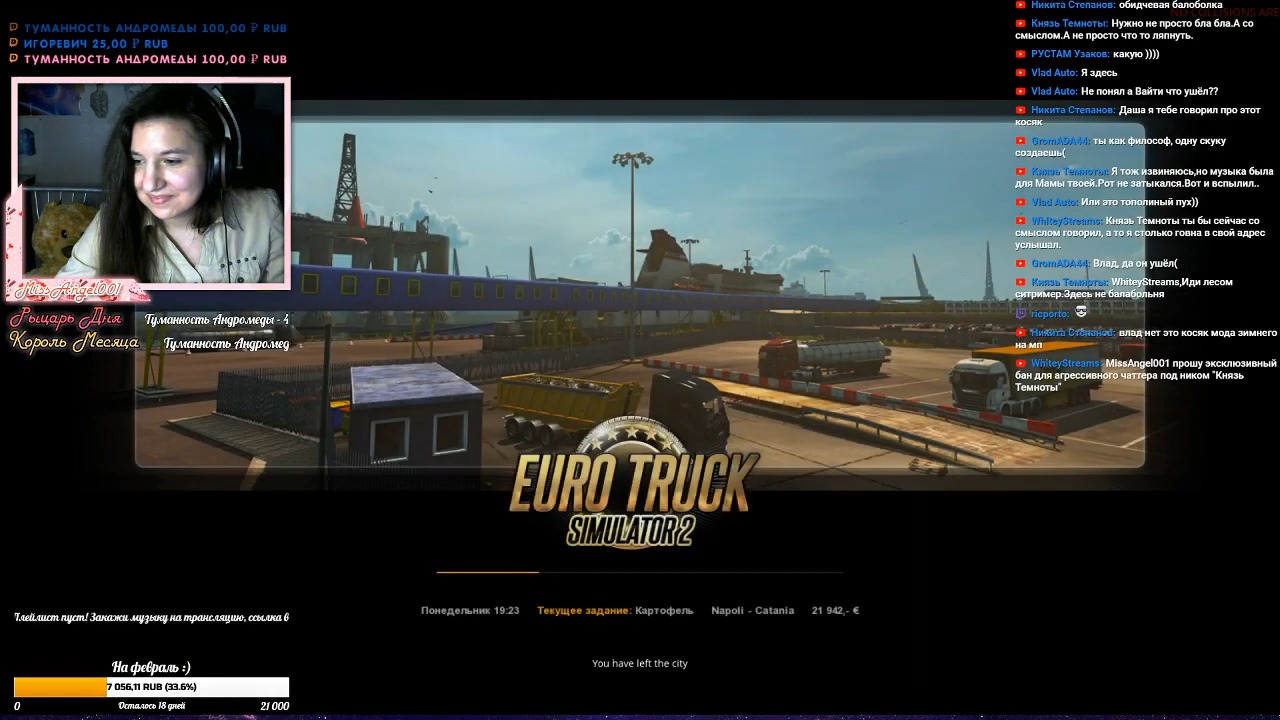 ТУМАННОСТЬ АНДРОМЕДЫ 100,00 ₽ RUB
ИГОРЕВИЧ 25,00 ₽ RUB
ТУМАННОСТЬ АНДРОМЕДЫ 100,00 ₽ RUB
MissAngel001
Рыцарь Дня
Туманность Андромеды - 4
Король Месяца
Туманность Андромед
Плейлист пуст! Закажи музыку на трансляцию, ссылка в
На февраль :)
7 056,11 RUB (33.6%)
0
Осталось 18 дней
21 000
EURO TRUCK
SIMULATOR 2
Понедельник 19:23 Текущее задание: Картофель Napoli - Catania 21 942,- €
You have left the city
NO COLLISIONS ARE
Никита Степанов: обидчевая балоболка
Князь Темноты: Нужно не просто бла бла.А со
смыслом.А не просто что то ляпнуть.
РУСТАМ Узаков: какую ))))
Vlad Auto: Я здесь
Vlad Auto: Не понял а Вайти что ушёл??
Никита Степанов: Даша я тебе говорил про этот
косяк
GromADA44: ты как философ, одну скуку
создаешь(
Князь Темноты: Я тож извиняюсь,но музыка была
для Мамы твоей.Рот не затыкался.Вот и вспылил..
Vlad Auto: Или это тополиный пух))
WhiteyStreams: Князь Темноты ты бы сейчас со
смыслом говорил, а то я столько говна в свой адрес
услышал.
GromADA44: Влад, да он ушёл(
Князь Темноты: WhiteyStreams,Иди лесом
ситример.Здесь не балабольня
ricporto:
Никита Степанов: влад нет это косяк мода зимнего
на мп
WhiteyStreams: MissAngel001 прошу эксклюзивный
бан для агрессивного чаттера под ником "Князь
Темноты"